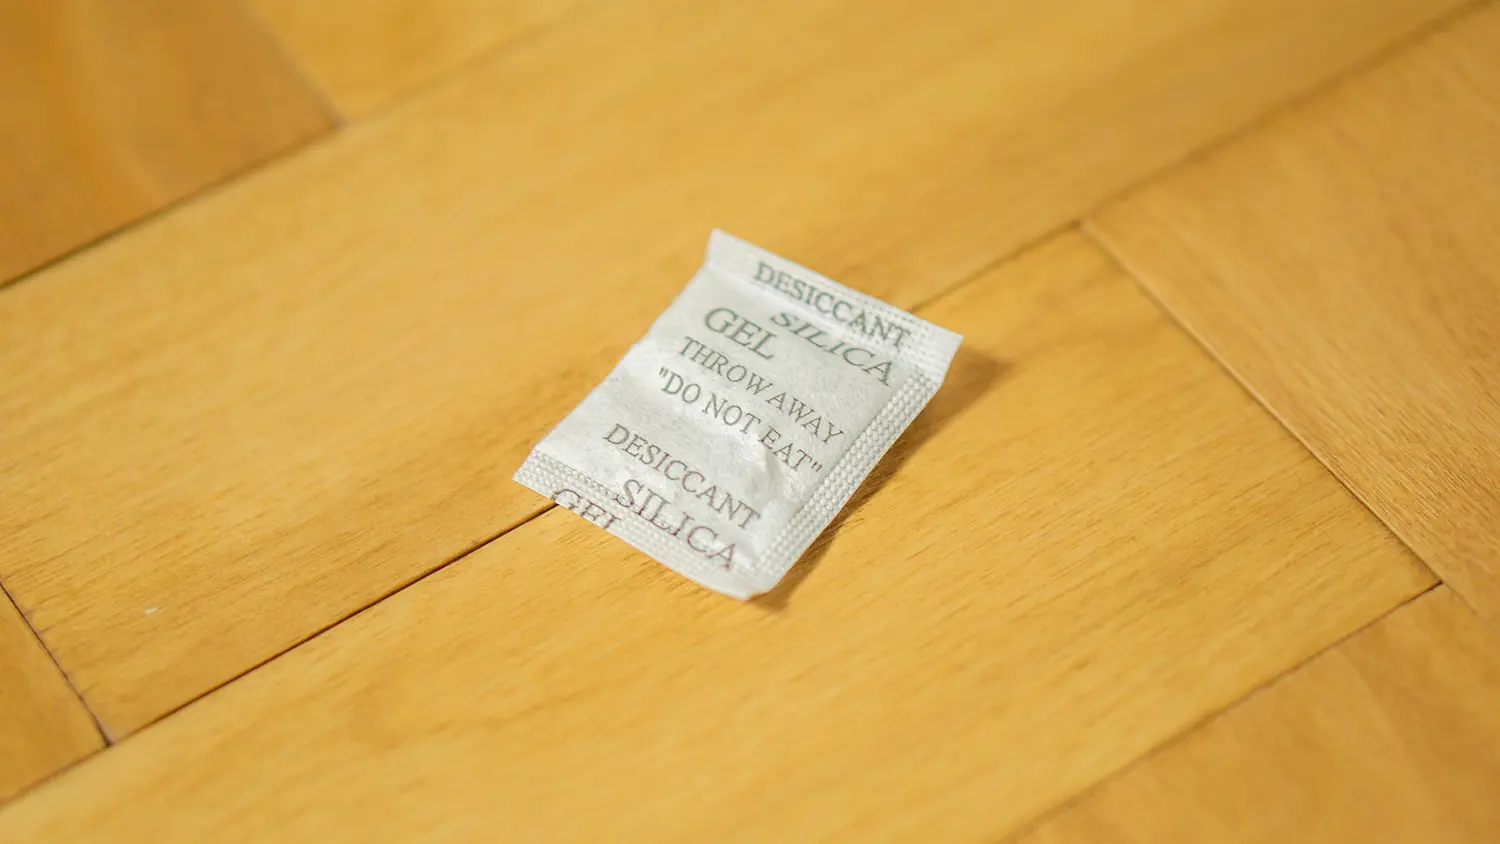 DESICCANT
SILICA
GEL
THROW AWAY
"DO NOT EAT"
DESICCANT
SILICA
GEL